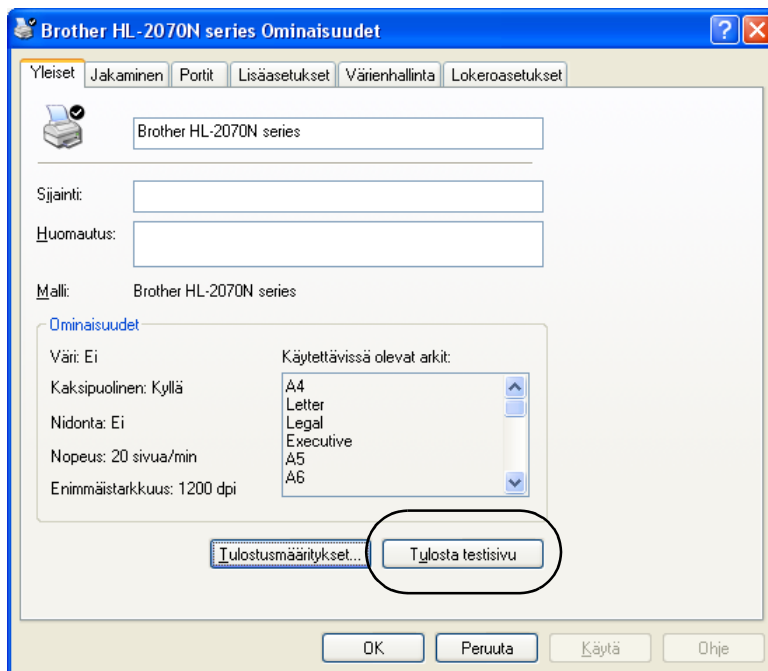 Brother HL-2070N series Ominaisuudet
Yleiset Jakaminen Portit Lisäasetukset Värienhallinta Lokeroasetukset
Brother HL-2070N series
Sijainti:
Huomautus:
Malli: Brother HL-2070N series
Ominaisuudet
Väri: Ei
Kaksipuolinen: Kyllä
Nidonta: Ei
Nopeus: 20 sivua/min
Enimmäistarkkuus: 1200 dpi
Käytettävissä olevat arkit:
A4
Letter
Legal
Executive
A5
A6
Tulostusmääritykset... Tulosta testisivu
OK Peruuta Käytä Ohje